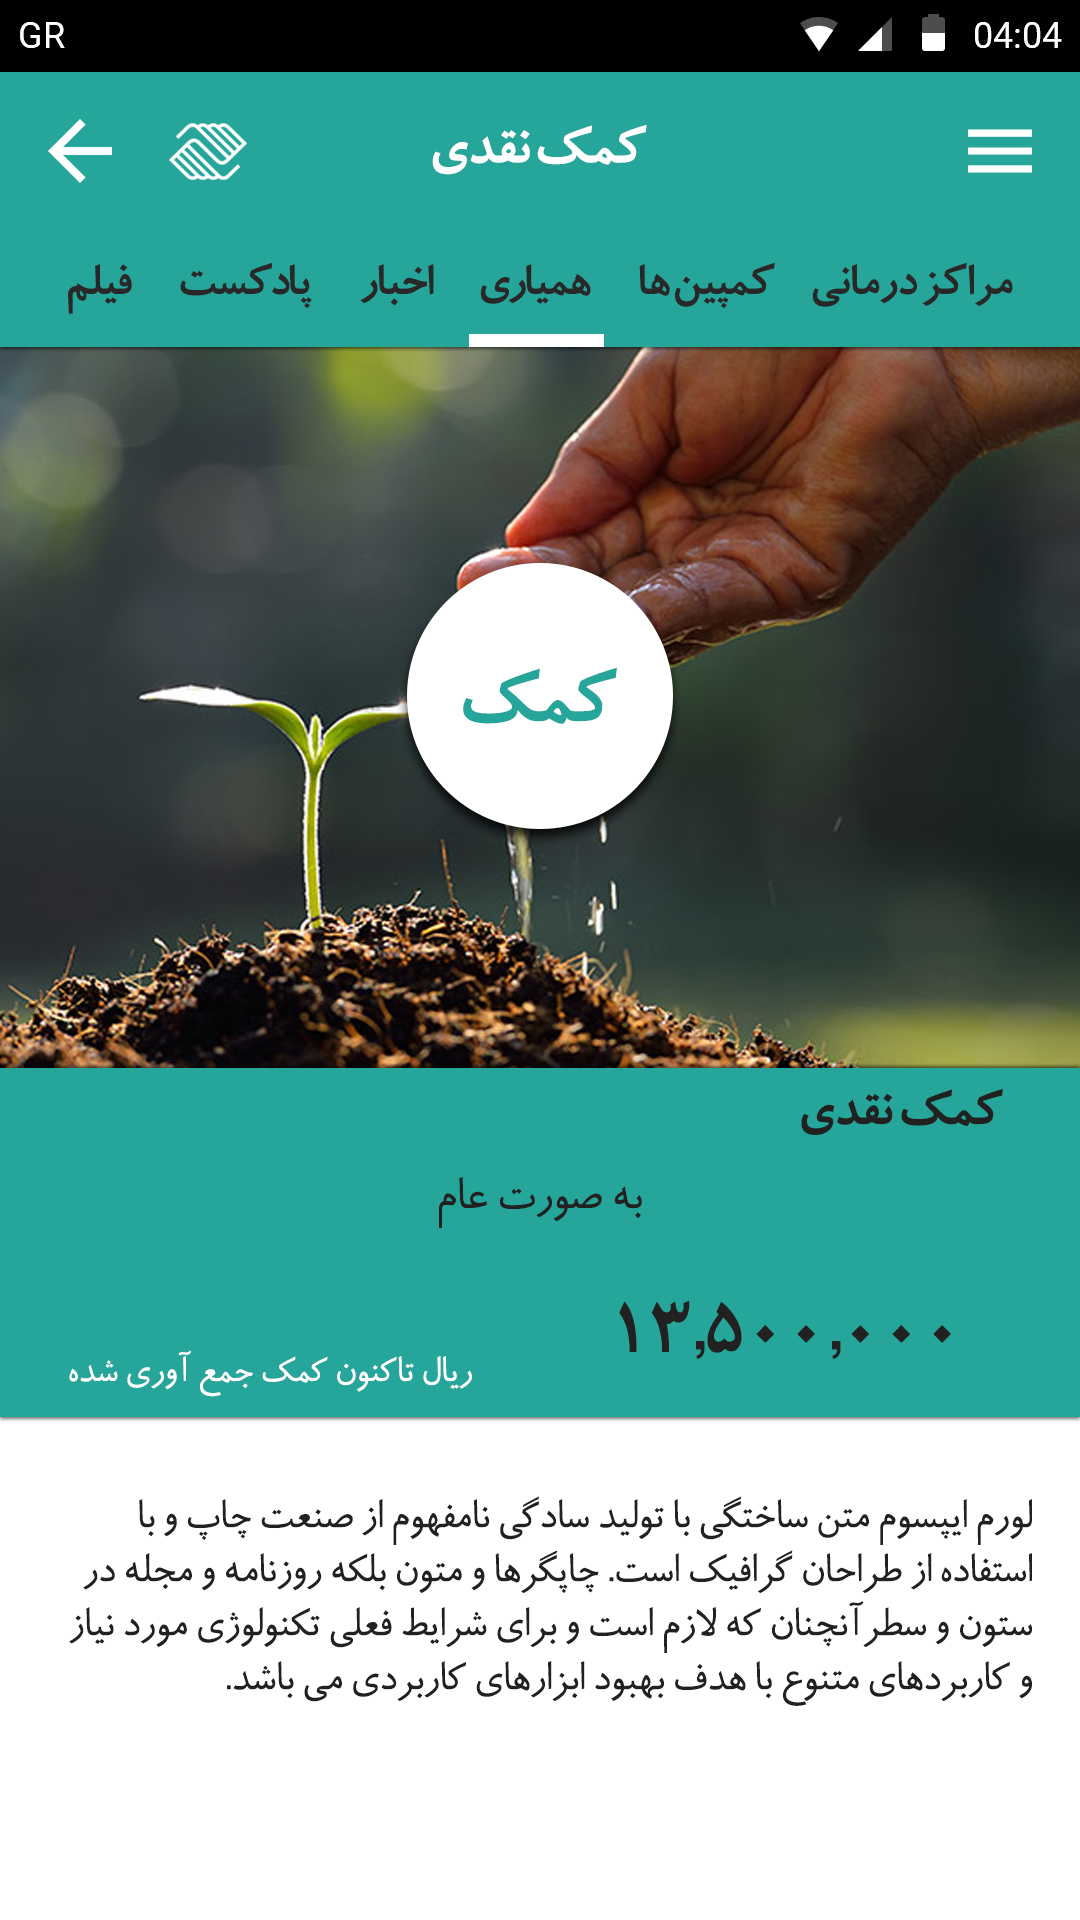 GR
04:04
کمک نقدی
مراکز درمانی کمپین‌ها همیاری اخبار پادکست فیلم
کمک
کمک نقدی
به صورت عام
۱۳,۵۰۰,۰۰۰
ریال تاکنون کمک جمع آوری شده
لورم ایپسوم متن ساختگی با تولید سادگی نامفهوم از صنعت چاپ و با
استفاده از طراحان گرافیک است. چاپگرها و متون بلکه روزنامه و مجله در
ستون و سطر آنچنان که لازم است و برای شرایط فعلی تکنولوژی مورد نیاز
و کاربردهای متنوع با هدف بهبود ابزارهای کاربردی می باشد.